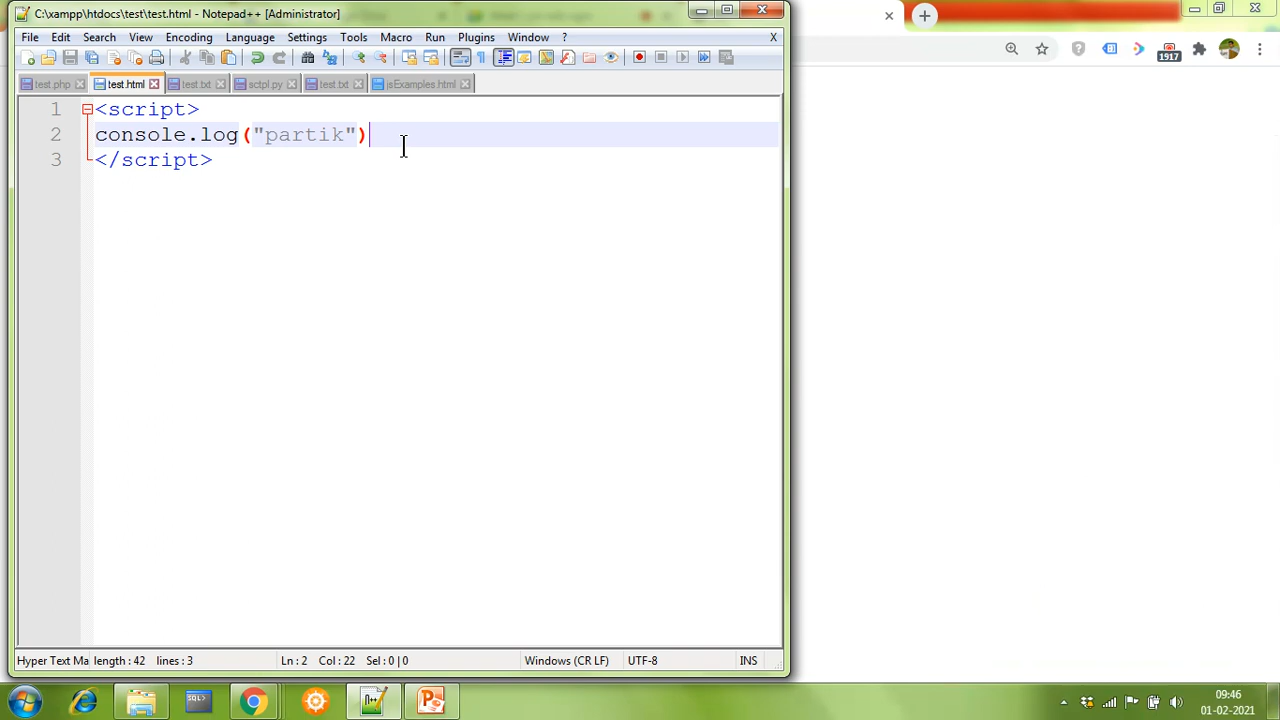 C:\xampp\htdocs\test\test.html - Notepad++ [Administrator]
File Edit Search View Encoding Language Settings Tools Macro Run Plugins Window ? X
test.php test.html test.txt sctpl.py test.txt jsExamples.html
1 <script>
2 console.log("partik")
3 </script>
Hyper Text Ma length : 42 lines : 3 Ln : 2 Col : 22 Sel : 0 | 0 Windows (CR LF) UTF-8 INS
1917
SQL>
09:46
01-02-2021